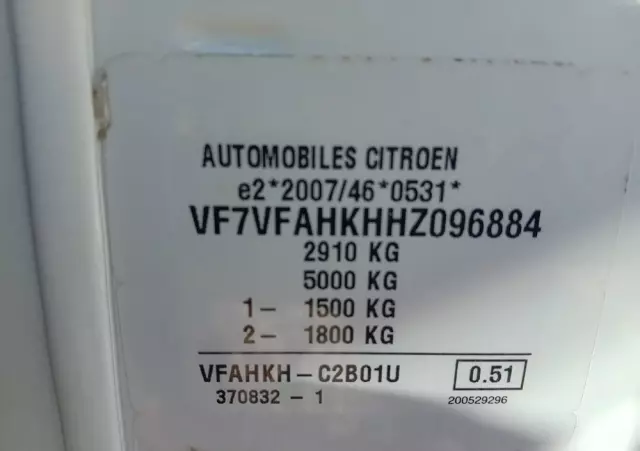 AUTOMOBILES CITROEN
e2*2007/46*0531*
VF7VFAHKHHZ096884
2910 KG
5000 KG
1- 1500 KG
2- 1800 KG
VFAHKH-C2B01U 0.51
370832-1 200529296